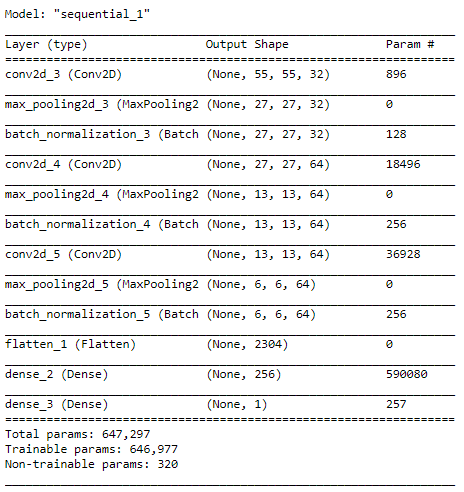 Model: "sequential_1"
Layer (type) Output Shape Param #
conv2d_3 (Conv2D) (None, 55, 55, 32) 896
max_pooling2d_3 (MaxPooling2 (None, 27, 27, 32) 0
batch_normalization_3 (Batch (None, 27, 27, 32) 128
conv2d_4 (Conv2D) (None, 27, 27, 64) 18496
max_pooling2d_4 (MaxPooling2 (None, 13, 13, 64) 0
batch_normalization_4 (Batch (None, 13, 13, 64) 256
conv2d_5 (Conv2D) (None, 13, 13, 64) 36928
max_pooling2d_5 (MaxPooling2 (None, 6, 6, 64) 0
batch_normalization_5 (Batch (None, 6, 6, 64) 256
flatten_1 (Flatten) (None, 2304) 0
dense_2 (Dense) (None, 256) 590080
dense_3 (Dense) (None, 1) 257
Total params: 647,297
Trainable params: 646,977
Non-trainable params: 320